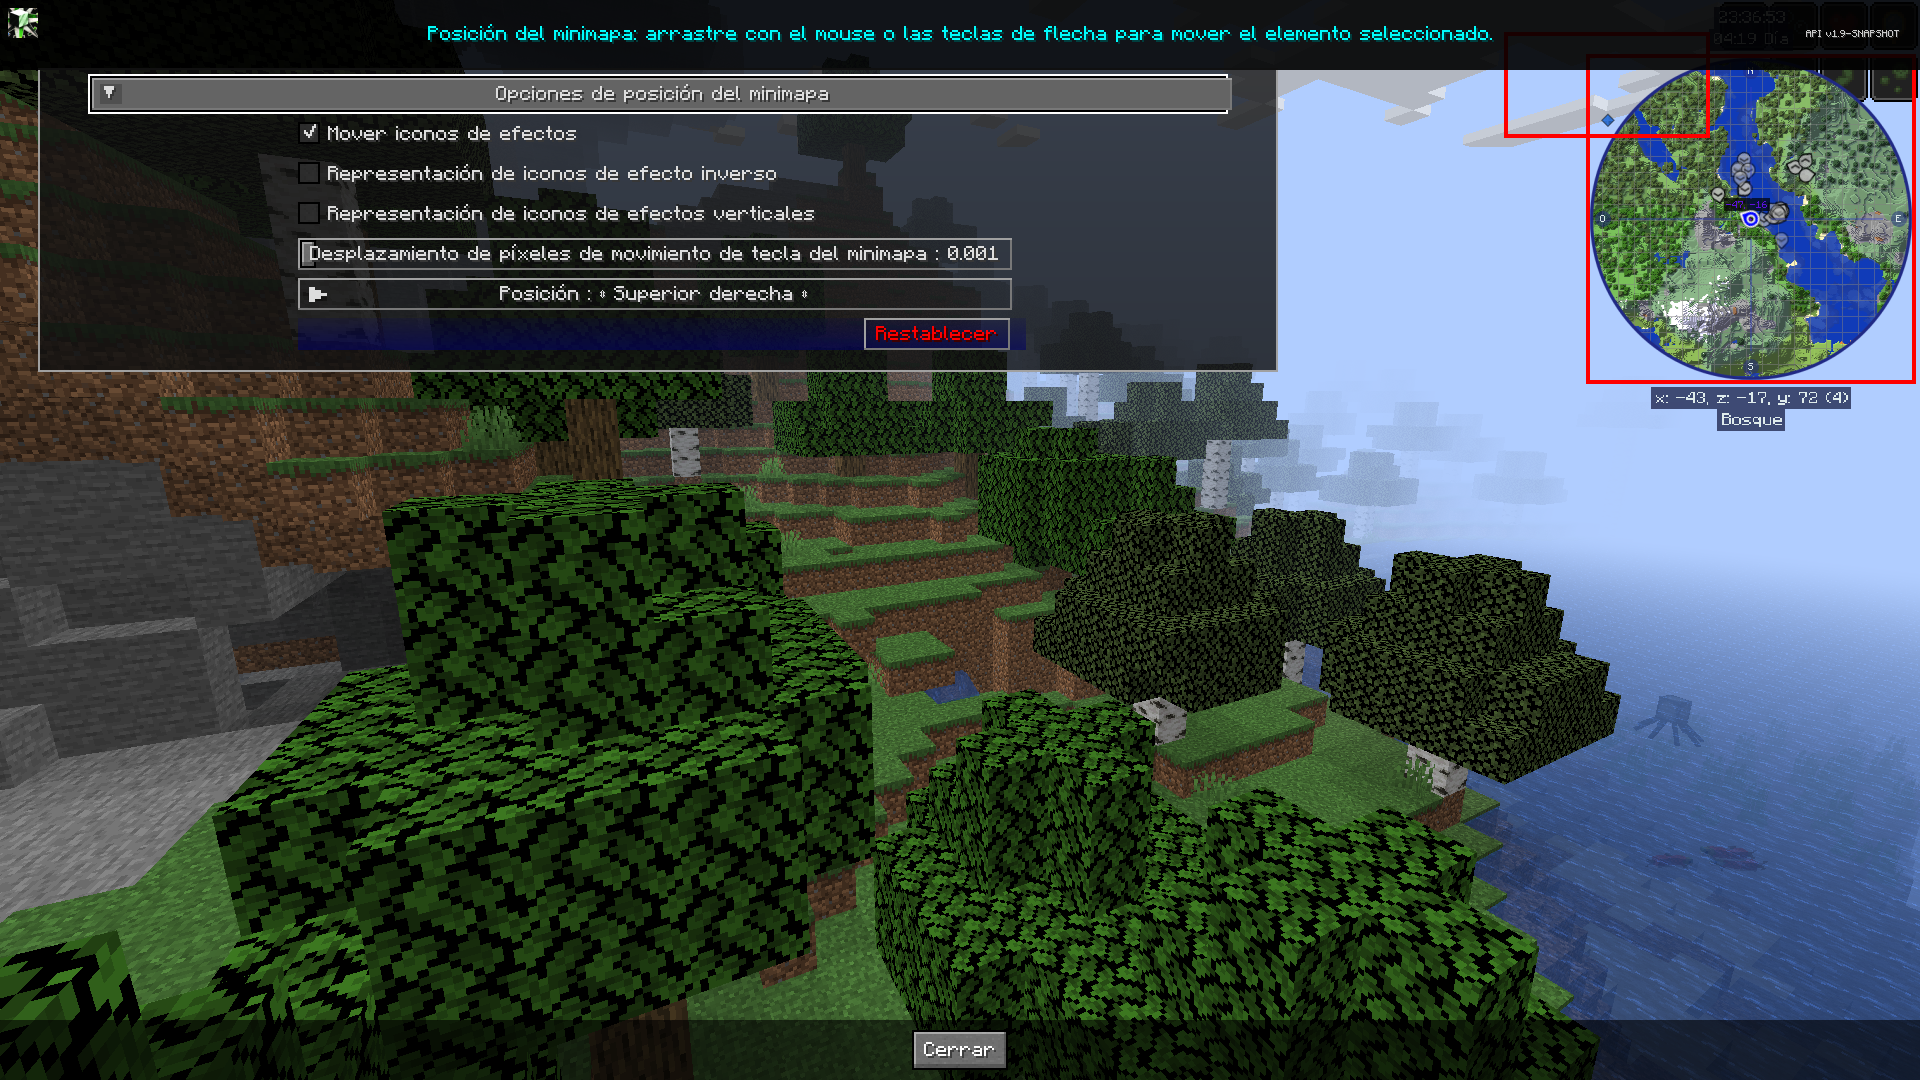 Posición del minimapa: arrastre con el mouse o las teclas de flecha para mover el elemento seleccionado.
23:36:53
04:19 Día
API v1.9-SNAPSHOT
Opciones de posición del minimapa
Mover iconos de efectos
Representación de iconos de efecto inverso
Representación de iconos de efectos verticales
Desplazamiento de píxeles de movimiento de tecla del minimapa : 0.001
Posición : Superior derecha
Restablecer
N
O
E
S
x: -43, z: -17, y: 72 (4)
Bosque
Cerrar